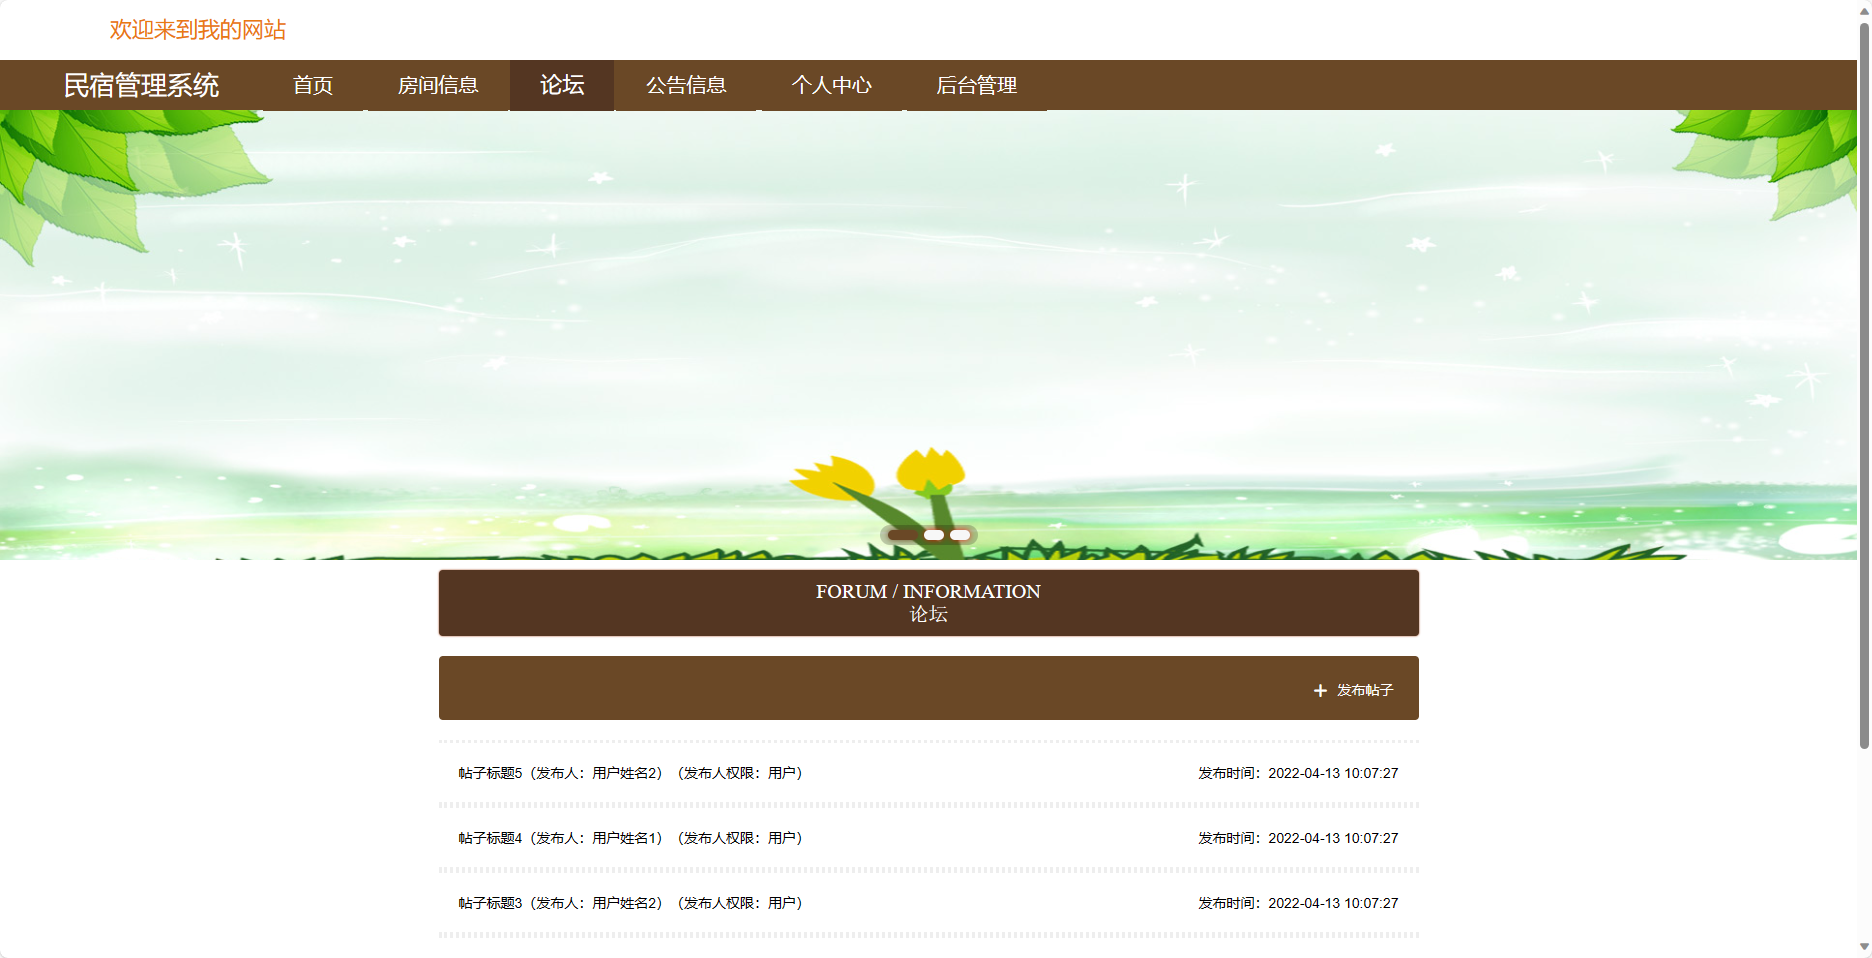 欢迎来到我的网站
民宿管理系统 首页 房间信息 论坛 公告信息 个人中心 后台管理
FORUM / INFORMATION
论坛
+ 发布帖子
帖子标题5（发布人：用户姓名2）（发布人权限：用户） 发布时间：2022-04-13 10:07:27
帖子标题4（发布人：用户姓名1）（发布人权限：用户） 发布时间：2022-04-13 10:07:27
帖子标题3（发布人：用户姓名2）（发布人权限：用户） 发布时间：2022-04-13 10:07:27